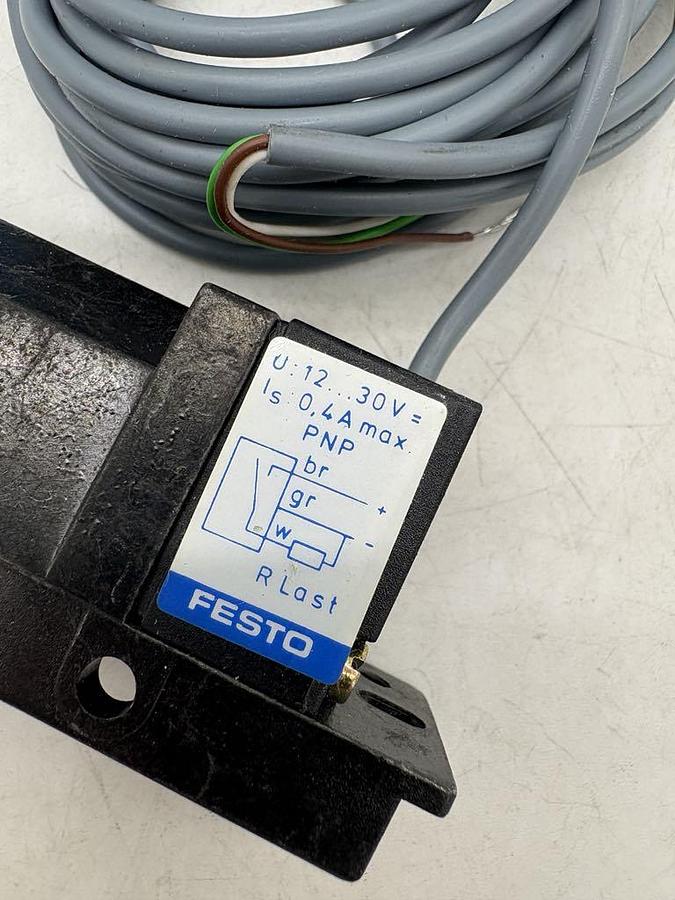 U: 12...30V=
Is: 0,4A max.
PNP
br
+
gr
-
w
R Last
FESTO